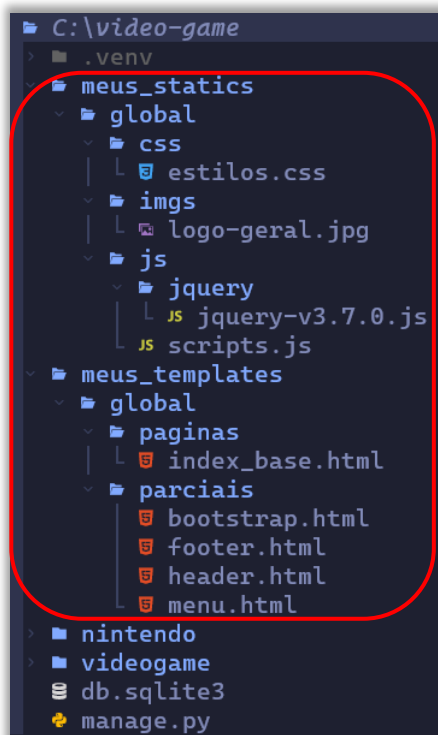 C:\video-game
.venv
meus_statics
global
css
estilos.css
imgs
logo-geral.jpg
js
jquery
JS jquery-v3.7.0.js
JS scripts.js
meus_templates
global
paginas
index_base.html
parciais
bootstrap.html
footer.html
header.html
menu.html
nintendo
videogame
db.sqlite3
manage.py